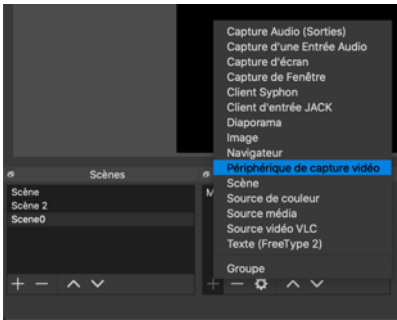 Capture Audio (Sorties)
Capture d'une Entrée Audio
Capture d'écran
Capture de Fenêtre
Client Syphon
Client d'entrée JACK
Diaporama
Image
Navigateur
Périphérique de capture vidéo
Scène
Source de couleur
Source média
Source vidéo VLC
Texte (FreeType 2)
Groupe
Scènes
Scène
Scène 2
Scene0
M